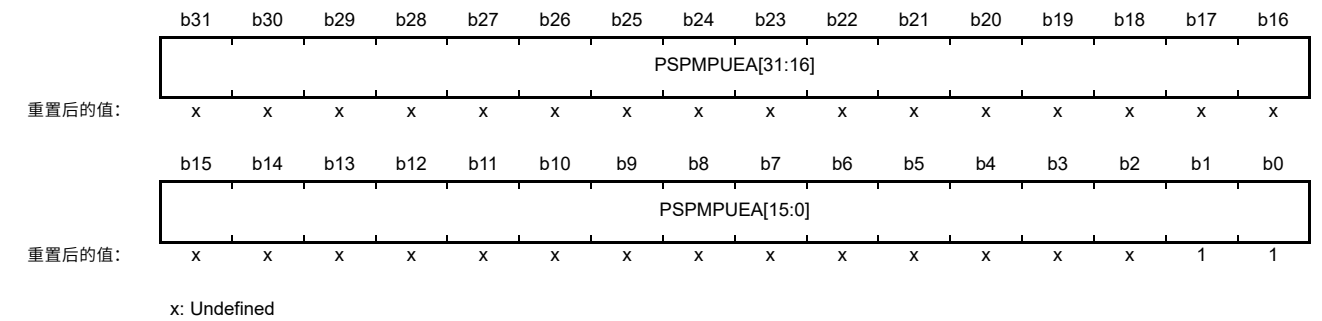 b31 b30 b29 b28 b27 b26 b25 b24 b23 b22 b21 b20 b19 b18 b17 b16
PSPMPUEA[31:16]
重置后的值： x x x x x x x x x x x x x x x x
b15 b14 b13 b12 b11 b10 b9 b8 b7 b6 b5 b4 b3 b2 b1 b0
PSPMPUEA[15:0]
重置后的值： x x x x x x x x x x x x x x 1 1
x: Undefined